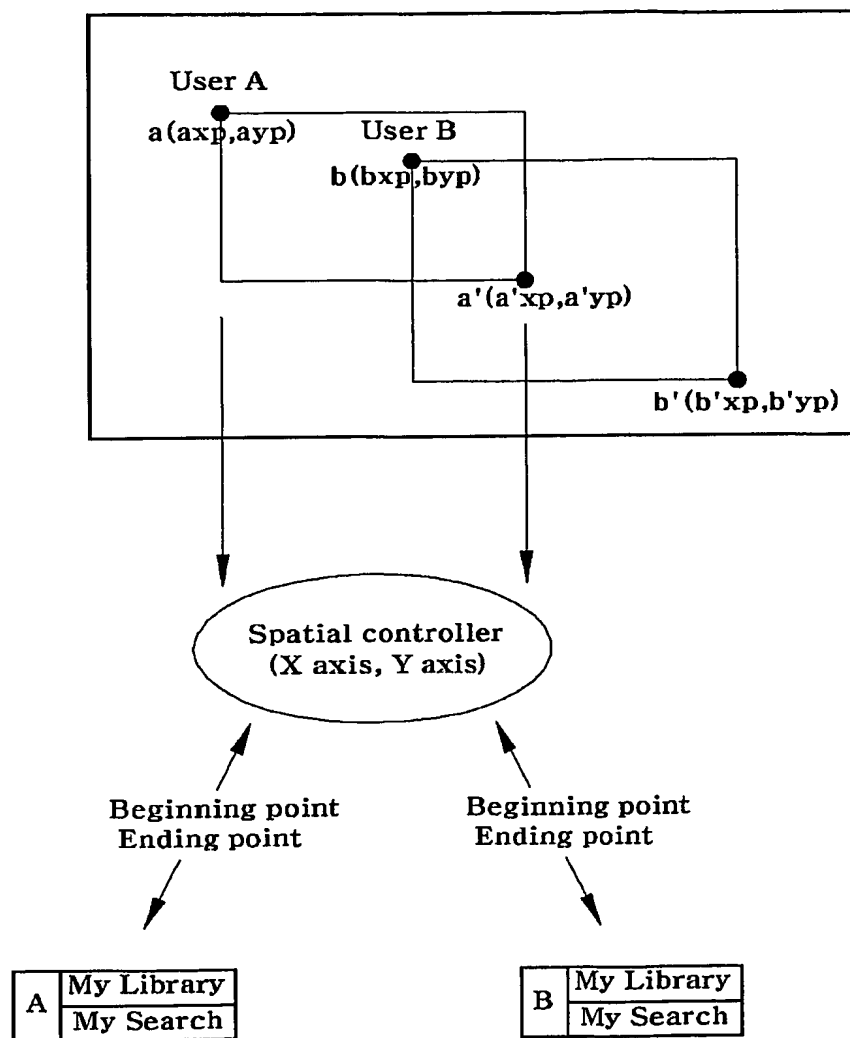 User A
a(axp,ayp)
User B
b(bxp,byp)
a'(a'xp,a'yp)
b'(b'xp,b'yp)
Spatial controller
(X axis, Y axis)
Beginning point
Ending point
Beginning point
Ending point
A
My Library
My Search
B
My Library
My Search